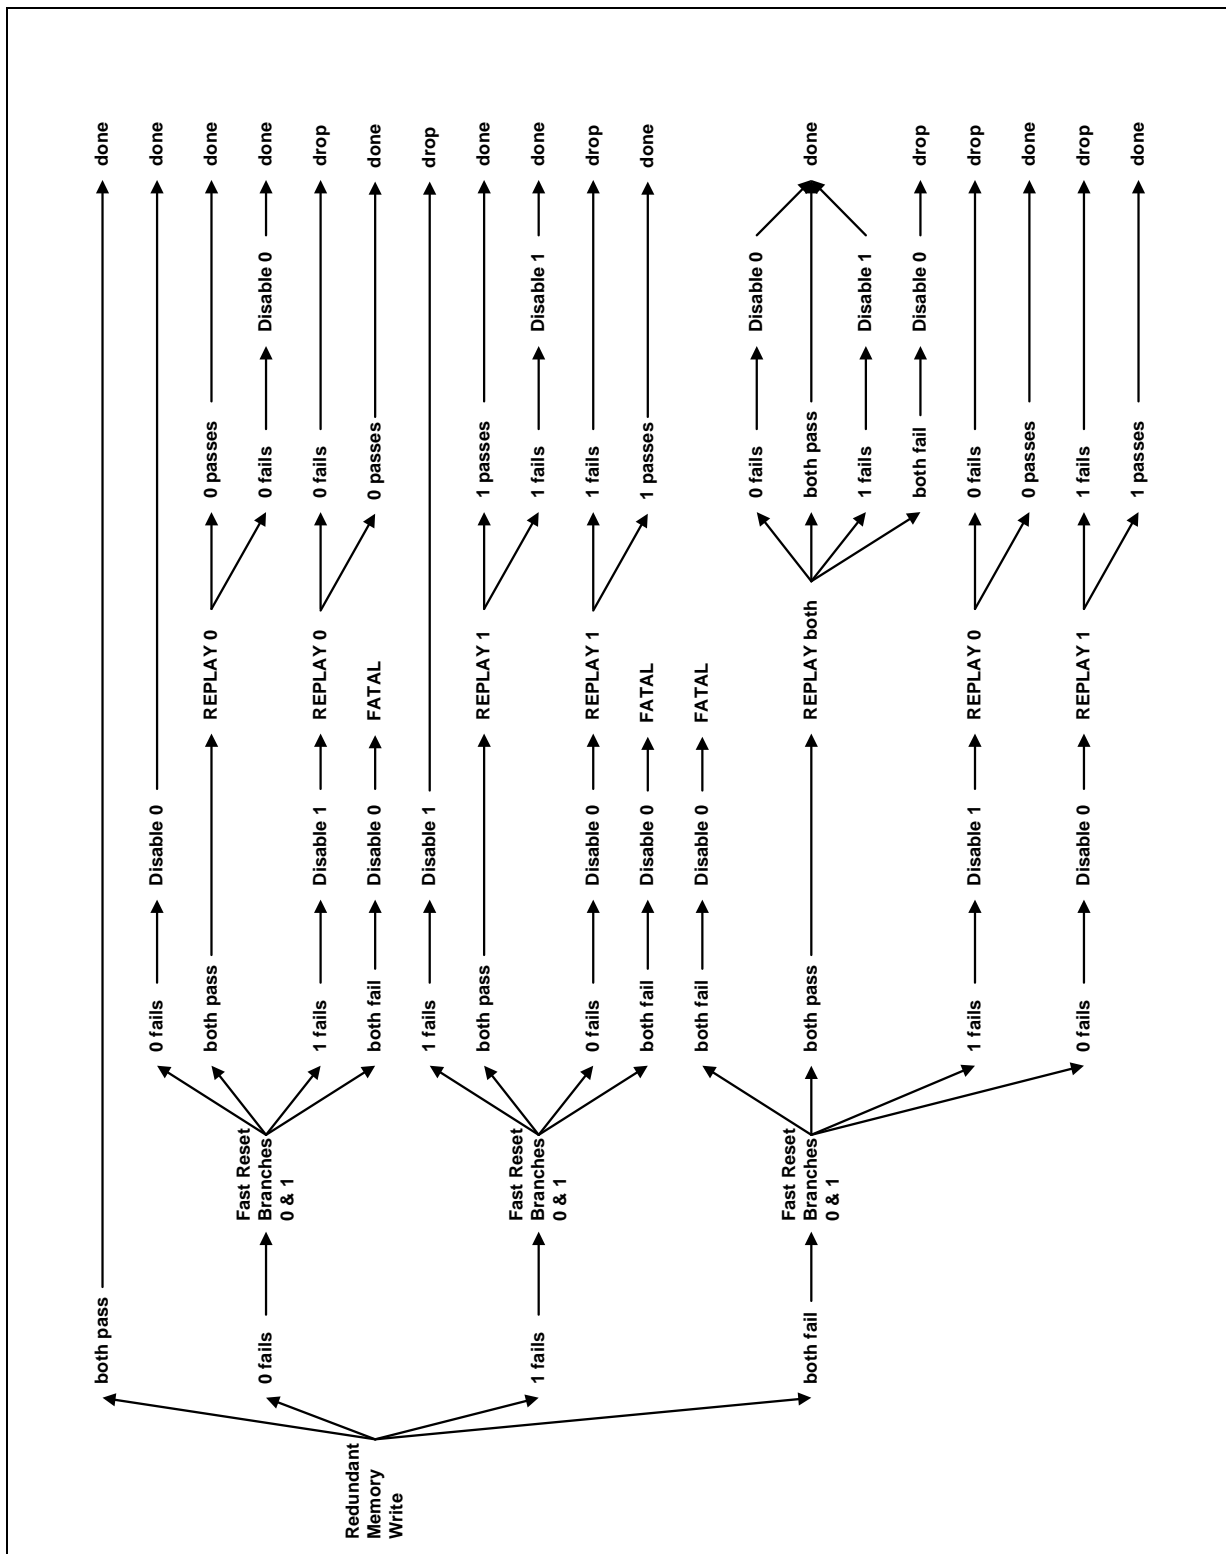 both pass
done
0 fails
Disable 0
done
both pass
REPLAY 0
0 passes
done
0 fails
Fast Reset
Branches
0 & 1
0 fails
Disable 0
done
1 fails
Disable 1
REPLAY 0
0 fails
drop
Redundant
Memory
Write
both fail
Disable 0
FATAL
0 passes
done
1 fails
Disable 1
drop
both pass
REPLAY 1
1 passes
done
1 fails
Fast Reset
Branches
0 & 1
1 fails
Disable 1
done
0 fails
Disable 0
REPLAY 1
1 fails
drop
both fail
Disable 0
FATAL
1 passes
done
both fail
Disable 0
FATAL
0 fails
Disable 0
both fail
Fast Reset
Branches
0 & 1
both pass
REPLAY both
both pass
done
1 fails
Disable 1
both fail
Disable 0
drop
1 fails
Disable 1
REPLAY 0
0 fails
drop
0 passes
done
0 fails
Disable 0
REPLAY 1
1 fails
drop
1 passes
done